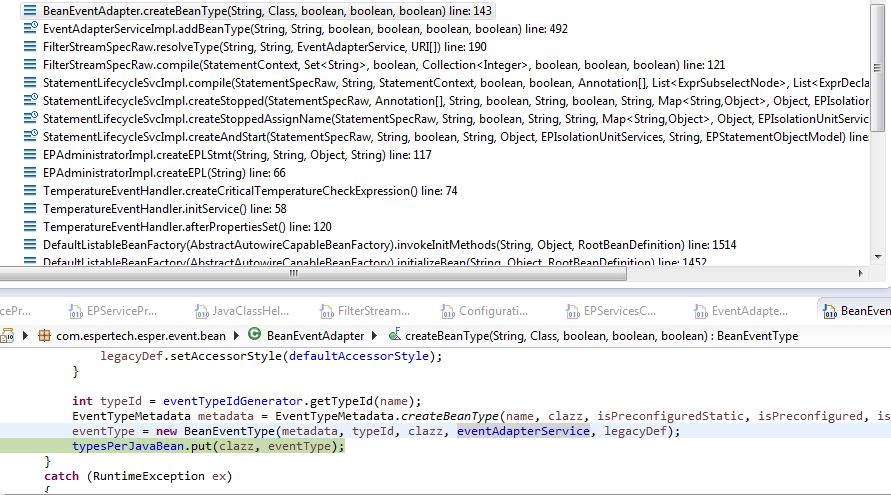 BeanEventAdapter.createBeanType(String, Class, boolean, boolean, boolean) line: 143
EventAdapterServiceImpl.addBeanType(String, String, boolean, boolean, boolean, boolean) line: 492
FilterStreamSpecRaw.resolveType(String, String, EventAdapterService, URI[]) line: 190
FilterStreamSpecRaw.compile(StatementContext, Set<String>, boolean, Collection<Integer>, boolean, boolean, boolean) line: 121
StatementLifecycleSvcImpl.compile(StatementSpecRaw, String, StatementContext, boolean, boolean, Annotation[], List<ExprSubselectNode>, List<ExprDecla
StatementLifecycleSvcImpl.createStopped(StatementSpecRaw, Annotation[], String, boolean, String, boolean, String, Map<String,Object>, Object, EPIsolation
StatementLifecycleSvcImpl.createStoppedAssignName(StatementSpecRaw, String, boolean, String, String, Map<String,Object>, Object, EPIsolationUnitServic
StatementLifecycleSvcImpl.createAndStart(StatementSpecRaw, String, boolean, String, Object, EPIsolationUnitServices, String, EPStatementObjectModel) line
EPAdministratorImpl.createEPLStmt(String, String, Object, String) line: 117
EPAdministratorImpl.createEPL(String) line: 66
TemperatureEventHandler.createCriticalTemperatureCheckExpression() line: 74
TemperatureEventHandler.initService() line: 58
TemperatureEventHandler.afterPropertiesSet() line: 120
DefaultListableBeanFactory(AbstractAutowireCapableBeanFactory).invokeInitMethods(String, Object, RootBeanDefinition) line: 1514
DefaultListableBeanFactory(AbstractAutowireCapableBeanFactory).initializeBean(String, Object, RootBeanDefinition) line: 1452
cePr... EPServicePr... JavaClassHel... FilterStream... Configurati... EPServicesC... EventAdapte... BeanEven
com.espertech.esper.event.bean BeanEventAdapter createBeanType(String, Class, boolean, boolean, boolean) : BeanEventType
legacyDef.setAccessorStyle(defaultAccessorStyle);
}
int typeId = eventTypeIdGenerator.getTypeId(name);
EventTypeMetadata metadata = EventTypeMetadata.createBeanType(name, clazz, isPreconfiguredStatic, isPreconfigured, is
eventType = new BeanEventType(metadata, typeId, clazz, eventAdapterService, legacyDef);
typesPerJavaBean.put(clazz, eventType);
}
catch (RuntimeException ex)
{